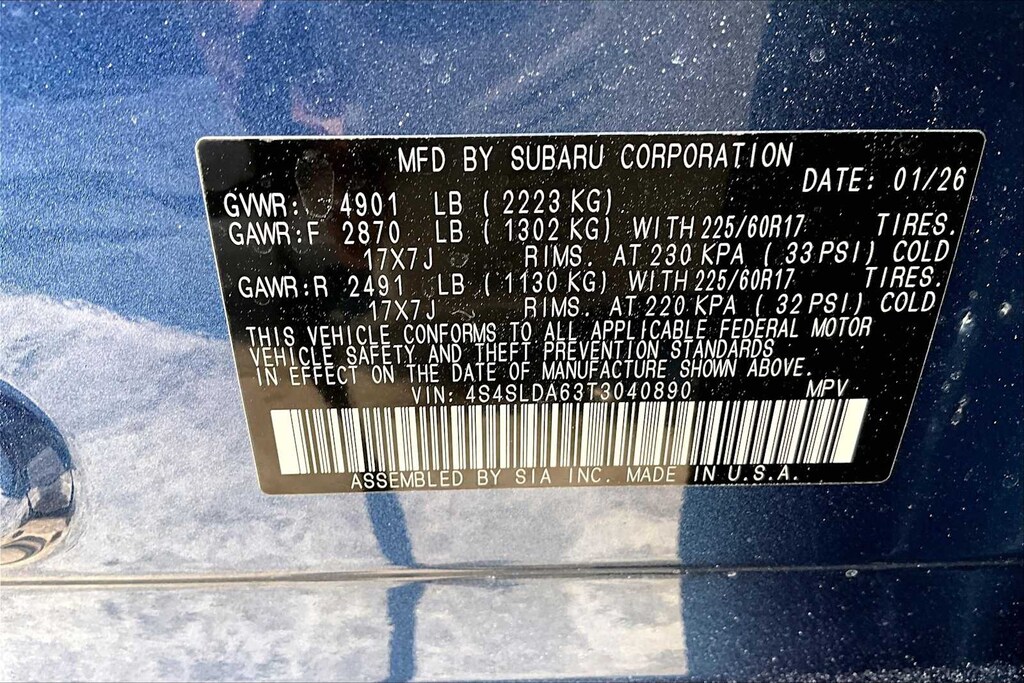 MFD BY SUBARU CORPORATION
DATE: 01/26
GVWR: 4901 LB ( 2223 KG)
GAWR:F 2870 LB ( 1302 KG) WITH 225/60R17 TIRES.
17X7J RIMS. AT 230 KPA ( 33 PSI) COLD
GAWR:R 2491 LB ( 1130 KG) WITH 225/60R17 TIRES.
17X7J RIMS. AT 220 KPA ( 32 PSI) COLD
THIS VEHICLE CONFORMS TO ALL APPLICABLE FEDERAL MOTOR
VEHICLE SAFETY AND THEFT PREVENTION STANDARDS
IN EFFECT ON THE DATE OF MANUFACTURE SHOWN ABOVE.
VIN: 4S4SLDA63T3040890 MPV
ASSEMBLED BY SIA INC. MADE IN U.S.A.